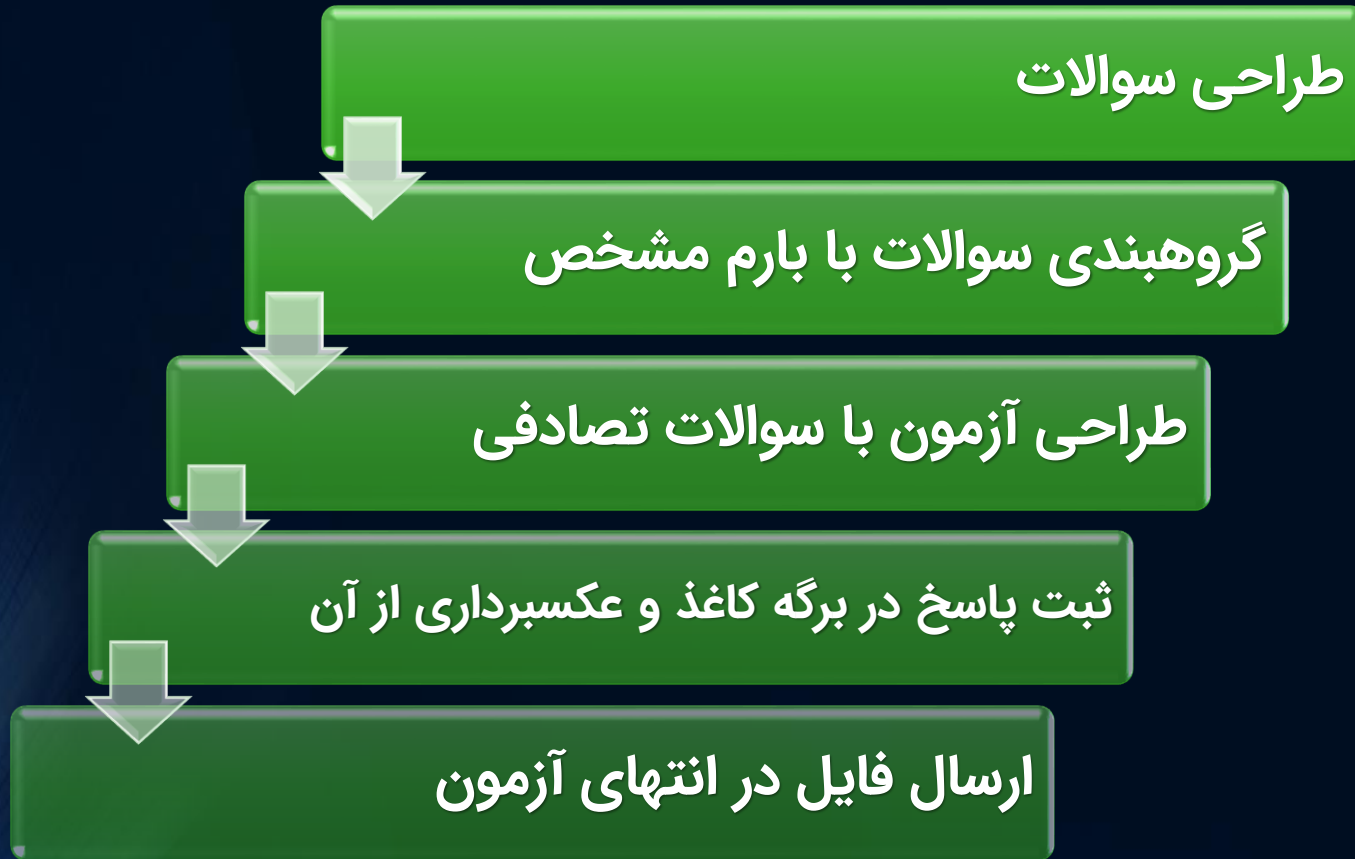 طراحی سوالات
گروهبندی سوالات با بارم مشخص
طراحی آزمون با سوالات تصادفی
ثبت پاسخ در برگه کاغذ و عکسبرداری از آن
ارسال فایل در انتهای آزمون